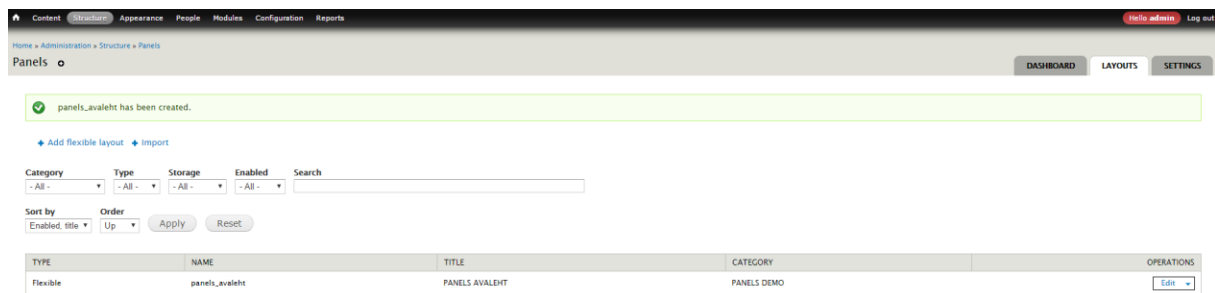 Content Structure Appearance People Modules Configuration Reports Hello admin Log out
Home » Administration » Structure » Panels
Panels
DASHBOARD LAYOUTS SETTINGS
panels_avaleht has been created.
Add flexible layout Import
Category Type Storage Enabled Search
- All - - All - - All - - All -
Sort by Order
Enabled, title Up Apply Reset
TYPE NAME TITLE CATEGORY OPERATIONS
Flexible panels_avaleht PANELS AVALEHT PANELS DEMO Edit